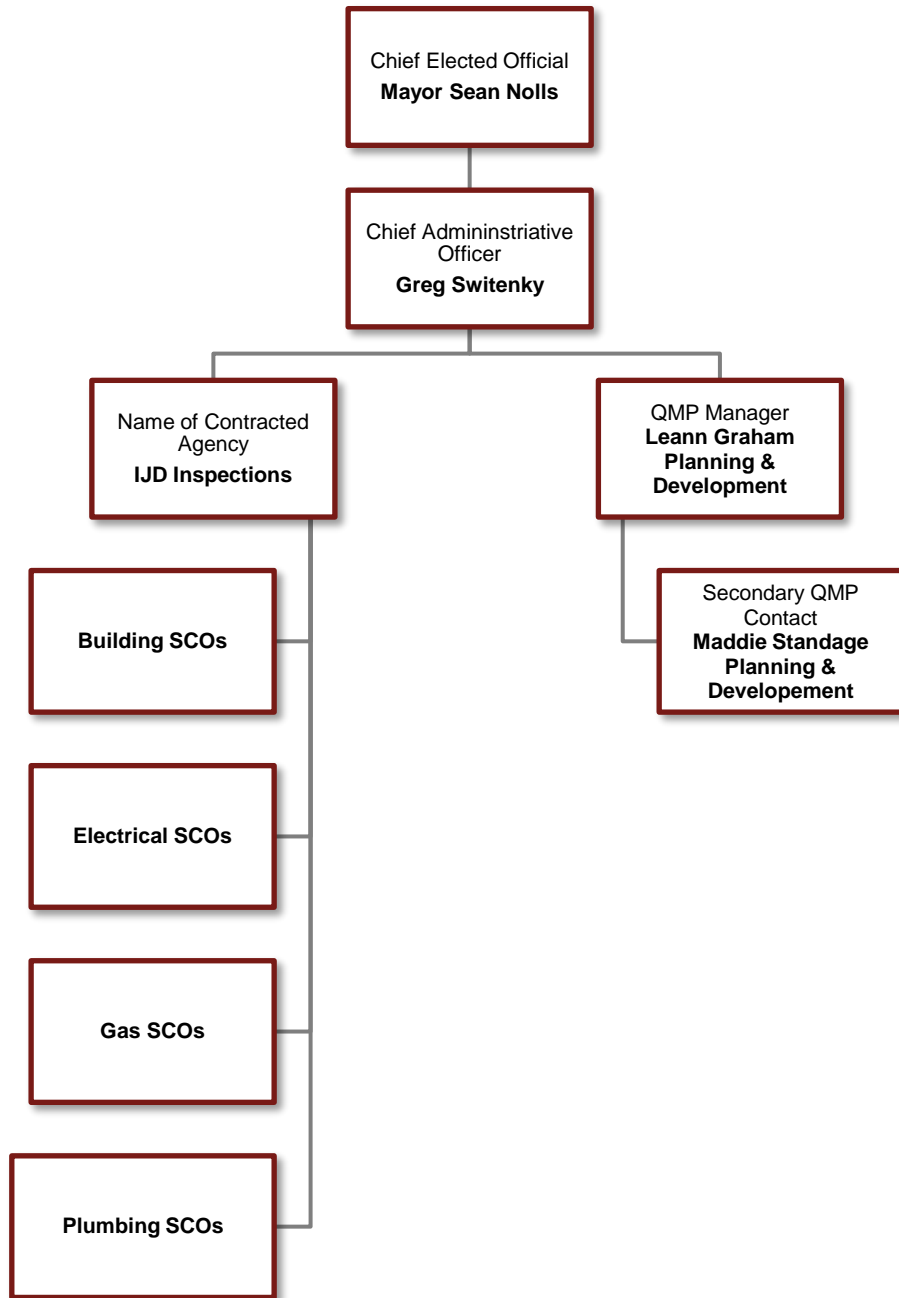 Chief Elected Official
Mayor Sean Nolls
Chief Admininstriative
Officer
Greg Switenky
Name of Contracted
Agency
IJD Inspections
QMP Manager
Leann Graham
Planning &
Development
Secondary QMP
Contact
Maddie Standage
Planning &
Developement
Building SCOs
Electrical SCOs
Gas SCOs
Plumbing SCOs